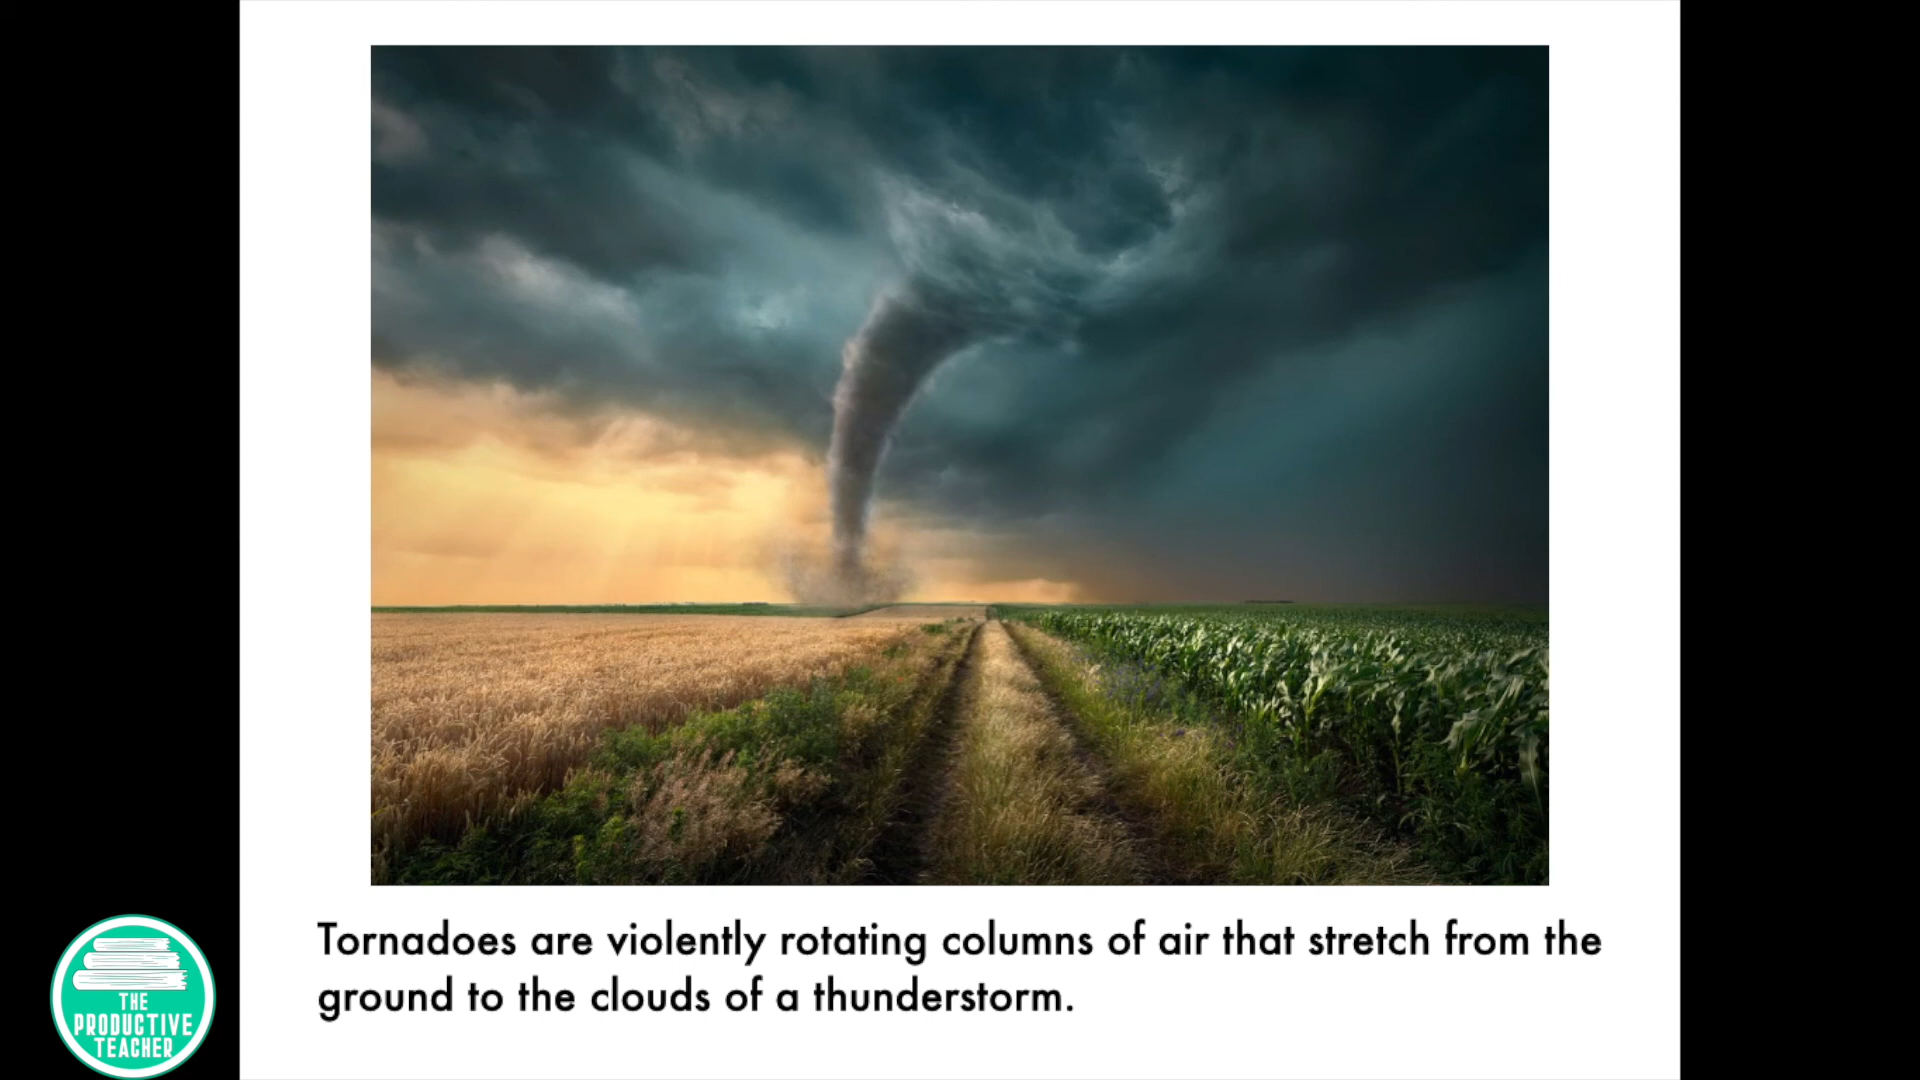 Tornadoes are violently rotating columns of air that stretch from the
ground to the clouds of a thunderstorm.
THE
PRODUCTIVE
TEACHER